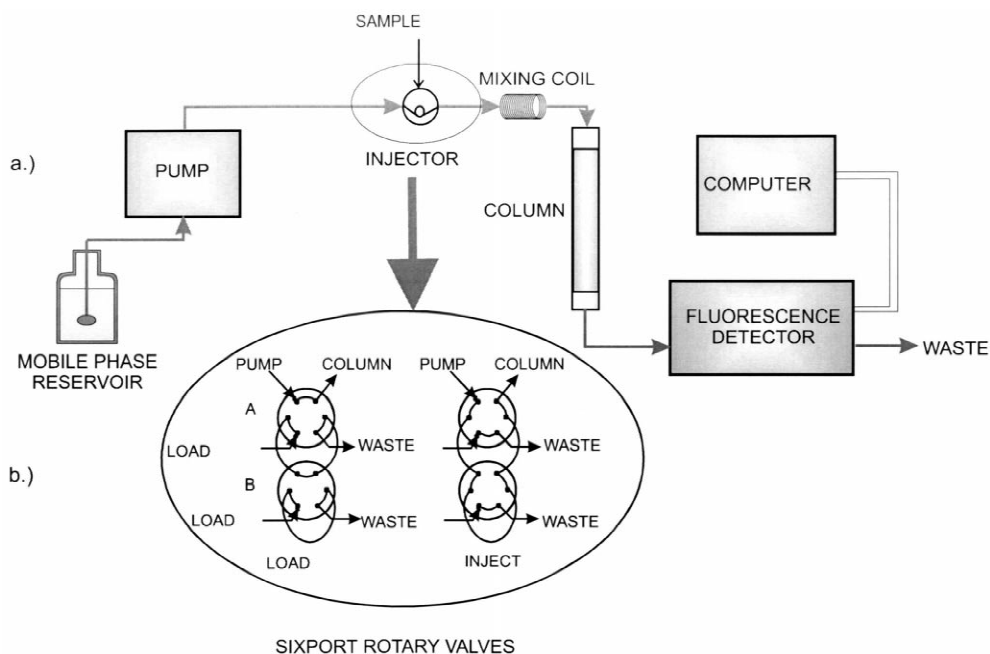 SAMPLE
MIXING COIL
INJECTOR
a.)
PUMP
COLUMN
COMPUTER
FLUORESCENCE
DETECTOR
WASTE
MOBILE PHASE
RESERVOIR
PUMP
COLUMN
PUMP
COLUMN
A
LOAD
WASTE
WASTE
b.)
B
LOAD
WASTE
WASTE
LOAD
INJECT
SIXPORT ROTARY VALVES